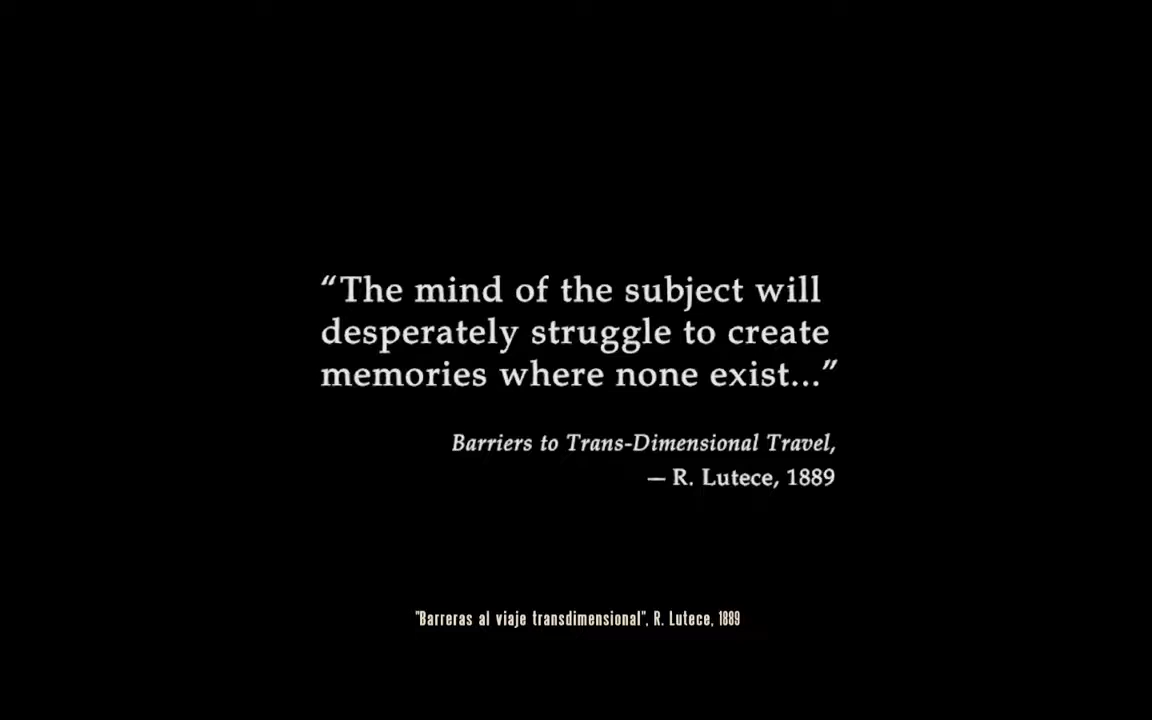 “The mind of the subject will
desperately struggle to create
memories where none exist...”
Barriers to Trans-Dimensional Travel,
— R. Lutece, 1889
"Barreras al viaje transdimensional", R. Lutece, 1889